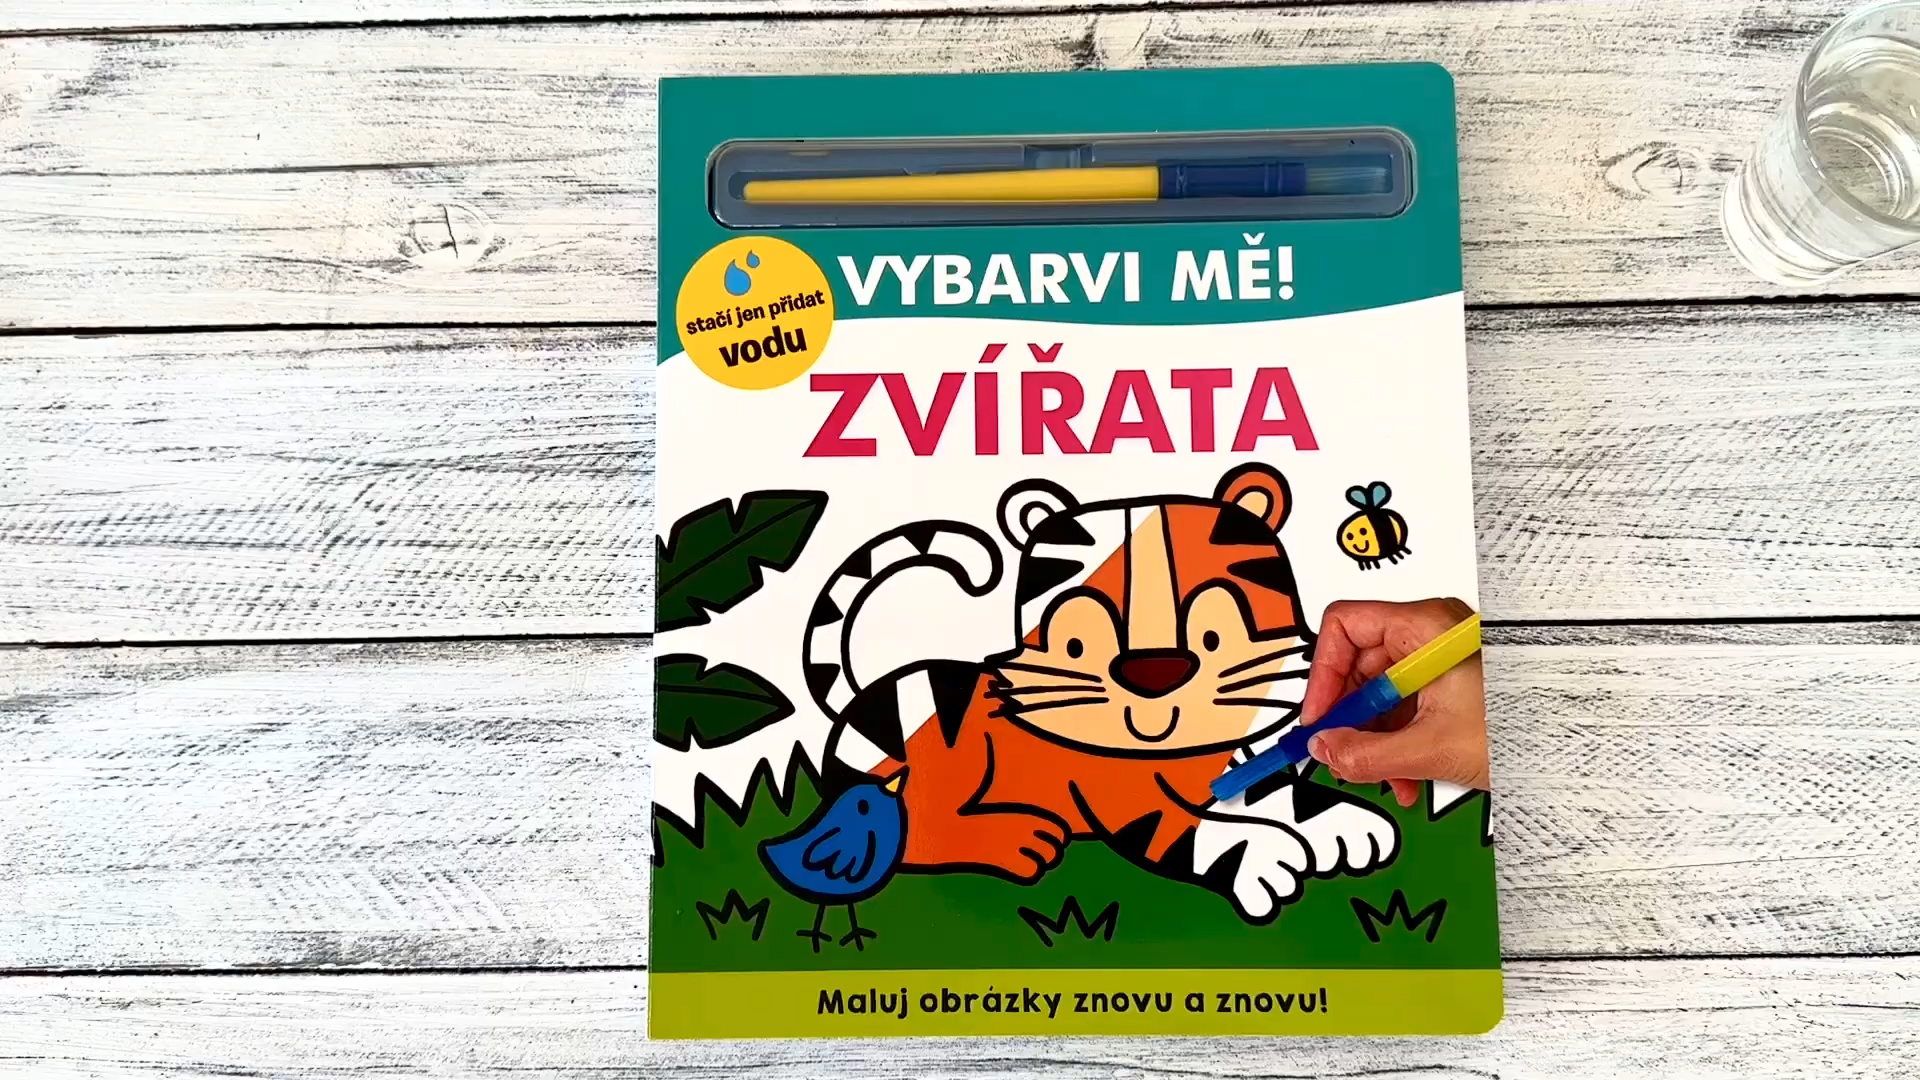 VYBARVI MĚ!
stačí jen přidat
vodu
ZVÍŘATA
Maluj obrázky znovu a znovu!